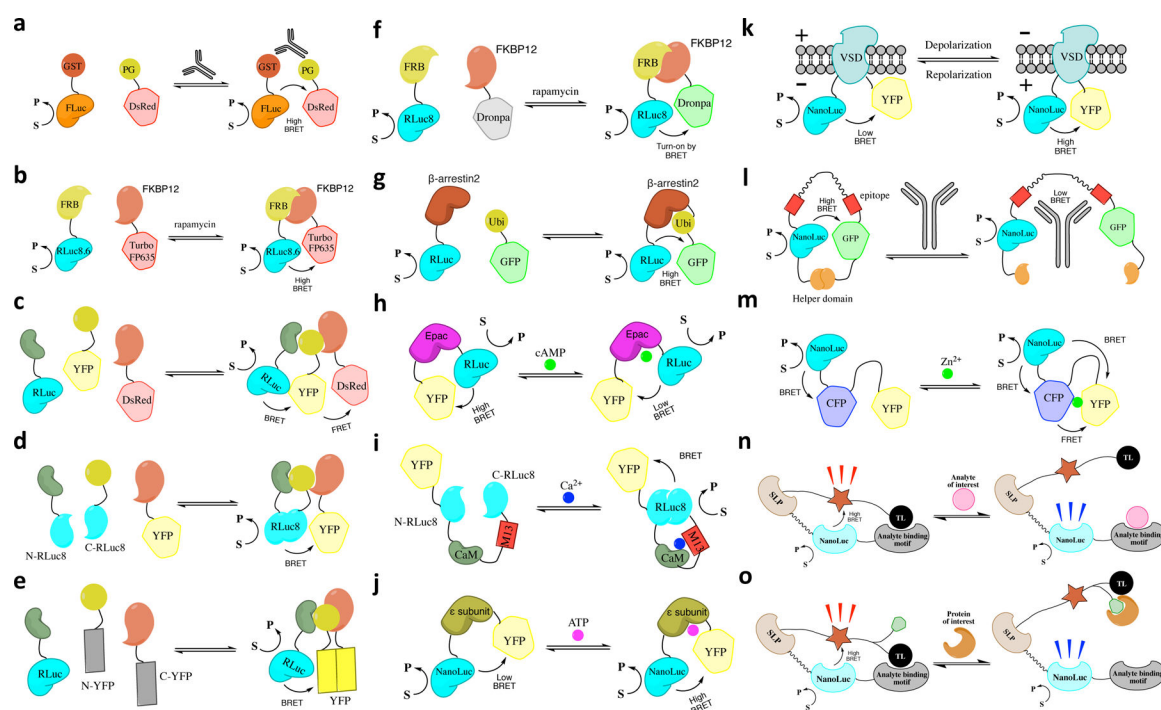 a
GST
PG
P
S
FLuc
DsRed
GST
PG
P
S
FLuc
DsRed
High
BRET
b
FRB
FKBP12
P
S
RLuc8.6
Turbo
FP635
rapamycin
FKBP12
FRB
P
S
RLuc8.6
Turbo
FP635
High
BRET
c
P
S
RLuc
YFP
DsRed
P
S
RLuc
YFP
DsRed
BRET
FRET
d
N-RLuc8
C-RLuc8
YFP
P
S
RLuc8
YFP
BRET
e
P
S
RLuc
N-YFP
C-YFP
P
S
RLuc
BRET
YFP
f
FRB
FKBP12
P
S
RLuc8
Dronpa
rapamycin
FKBP12
FRB
P
S
RLuc8
Dronpa
Turn-on by
BRET
g
β-arrestin2
Ubi
P
S
RLuc
GFP
β-arrestin2
Ubi
P
S
RLuc
GFP
High
BRET
h
Epac
S
P
RLuc
YFP
High
BRET
cAMP
Epac
S
P
RLuc
YFP
Low
BRET
i
YFP
C-RLuc8
N-RLuc8
CaM
M13
Ca²⁺
YFP
BRET
RLuc8
P
S
CaM
M13
j
ε subunit
YFP
P
S
NanoLuc
Low
BRET
ATP
ε subunit
YFP
P
S
NanoLuc
High
BRET
k
+
VSD
–
P
S
NanoLuc
YFP
Low
BRET
Depolarization
Repolarization
–
VSD
+
P
S
NanoLuc
YFP
High
BRET
l
epitope
High
BRET
P
S
NanoLuc
GFP
Helper domain
Low
BRET
P
S
NanoLuc
GFP
m
P
S
NanoLuc
BRET
CFP
YFP
Zn²⁺
P
S
NanoLuc
BRET
BRET
CFP
YFP
FRET
n
SLP
High
BRET
TL
P
S
NanoLuc
Analyte binding
motif
Analyte
of interest
SLP
TL
P
S
NanoLuc
Analyte binding
motif
o
SLP
High
BRET
TL
P
S
NanoLuc
Analyte binding
motif
Protein
of interest
SLP
TL
P
S
NanoLuc
Analyte binding
motif